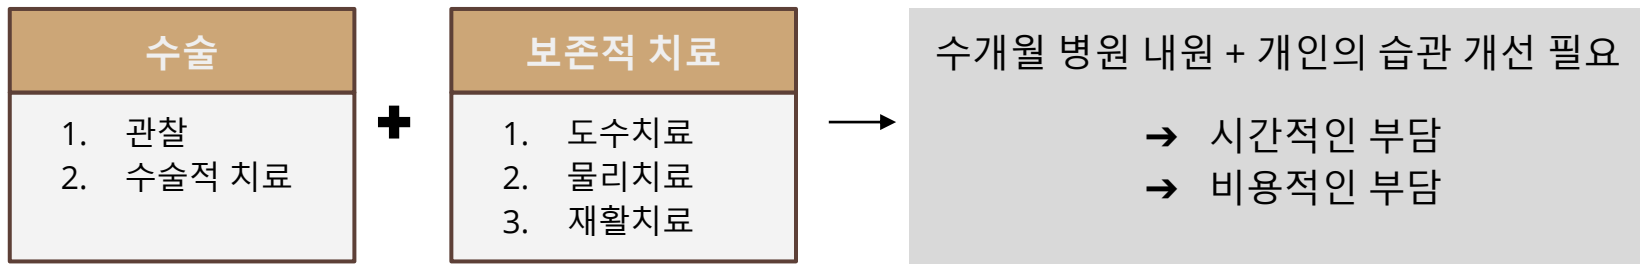 수술
1. 관찰
2. 수술적 치료
보존적 치료
1. 도수치료
2. 물리치료
3. 재활치료
수개월 병원 내원 + 개인의 습관 개선 필요
➔ 시간적인 부담
➔ 비용적인 부담